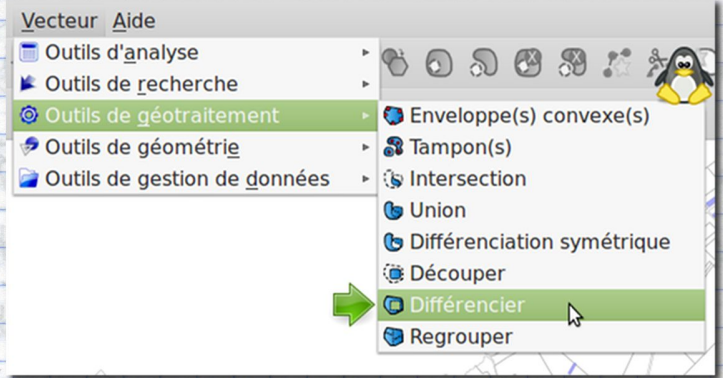 Vecteur Aide
Outils d'analyse
Outils de recherche
Outils de géotraitement
Outils de géométrie
Outils de gestion de données
Enveloppe(s) convexe(s)
Tampon(s)
Intersection
Union
Différenciation symétrique
Découper
Différencier
Regrouper